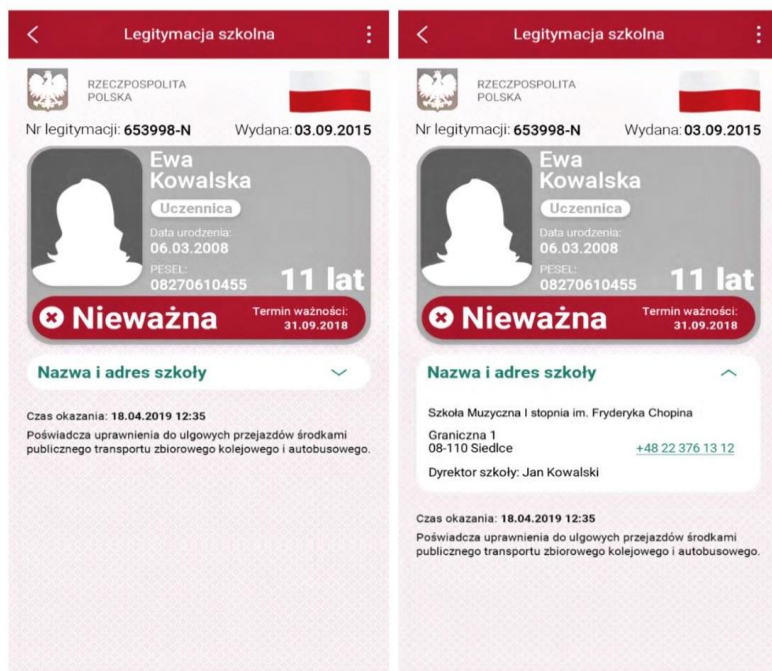 Legitymacja szkolna
RZECZPOSPOLITA
POLSKA
Nr legitymacji: 653998-N Wydana: 03.09.2015
Ewa
Kowalska
Uczennica
Data urodzenia:
06.03.2008
PESEL:
08270610455
11 lat
Nieważna
Termin ważności:
31.09.2018
Nazwa i adres szkoły
Czas okazania: 18.04.2019 12:35
Poświadcza uprawnienia do ulgowych przejazdów środkami
publicznego transportu zbiorowego kolejowego i autobusowego.
Legitymacja szkolna
RZECZPOSPOLITA
POLSKA
Nr legitymacji: 653998-N Wydana: 03.09.2015
Ewa
Kowalska
Uczennica
Data urodzenia:
06.03.2008
PESEL:
08270610455
11 lat
Nieważna
Termin ważności:
31.09.2018
Nazwa i adres szkoły
Szkoła Muzyczna I stopnia im. Fryderyka Chopina
Graniczna 1
08-110 Siedlce +48 22 376 13 12
Dyrektor szkoły: Jan Kowalski
Czas okazania: 18.04.2019 12:35
Poświadcza uprawnienia do ulgowych przejazdów środkami
publicznego transportu zbiorowego kolejowego i autobusowego.